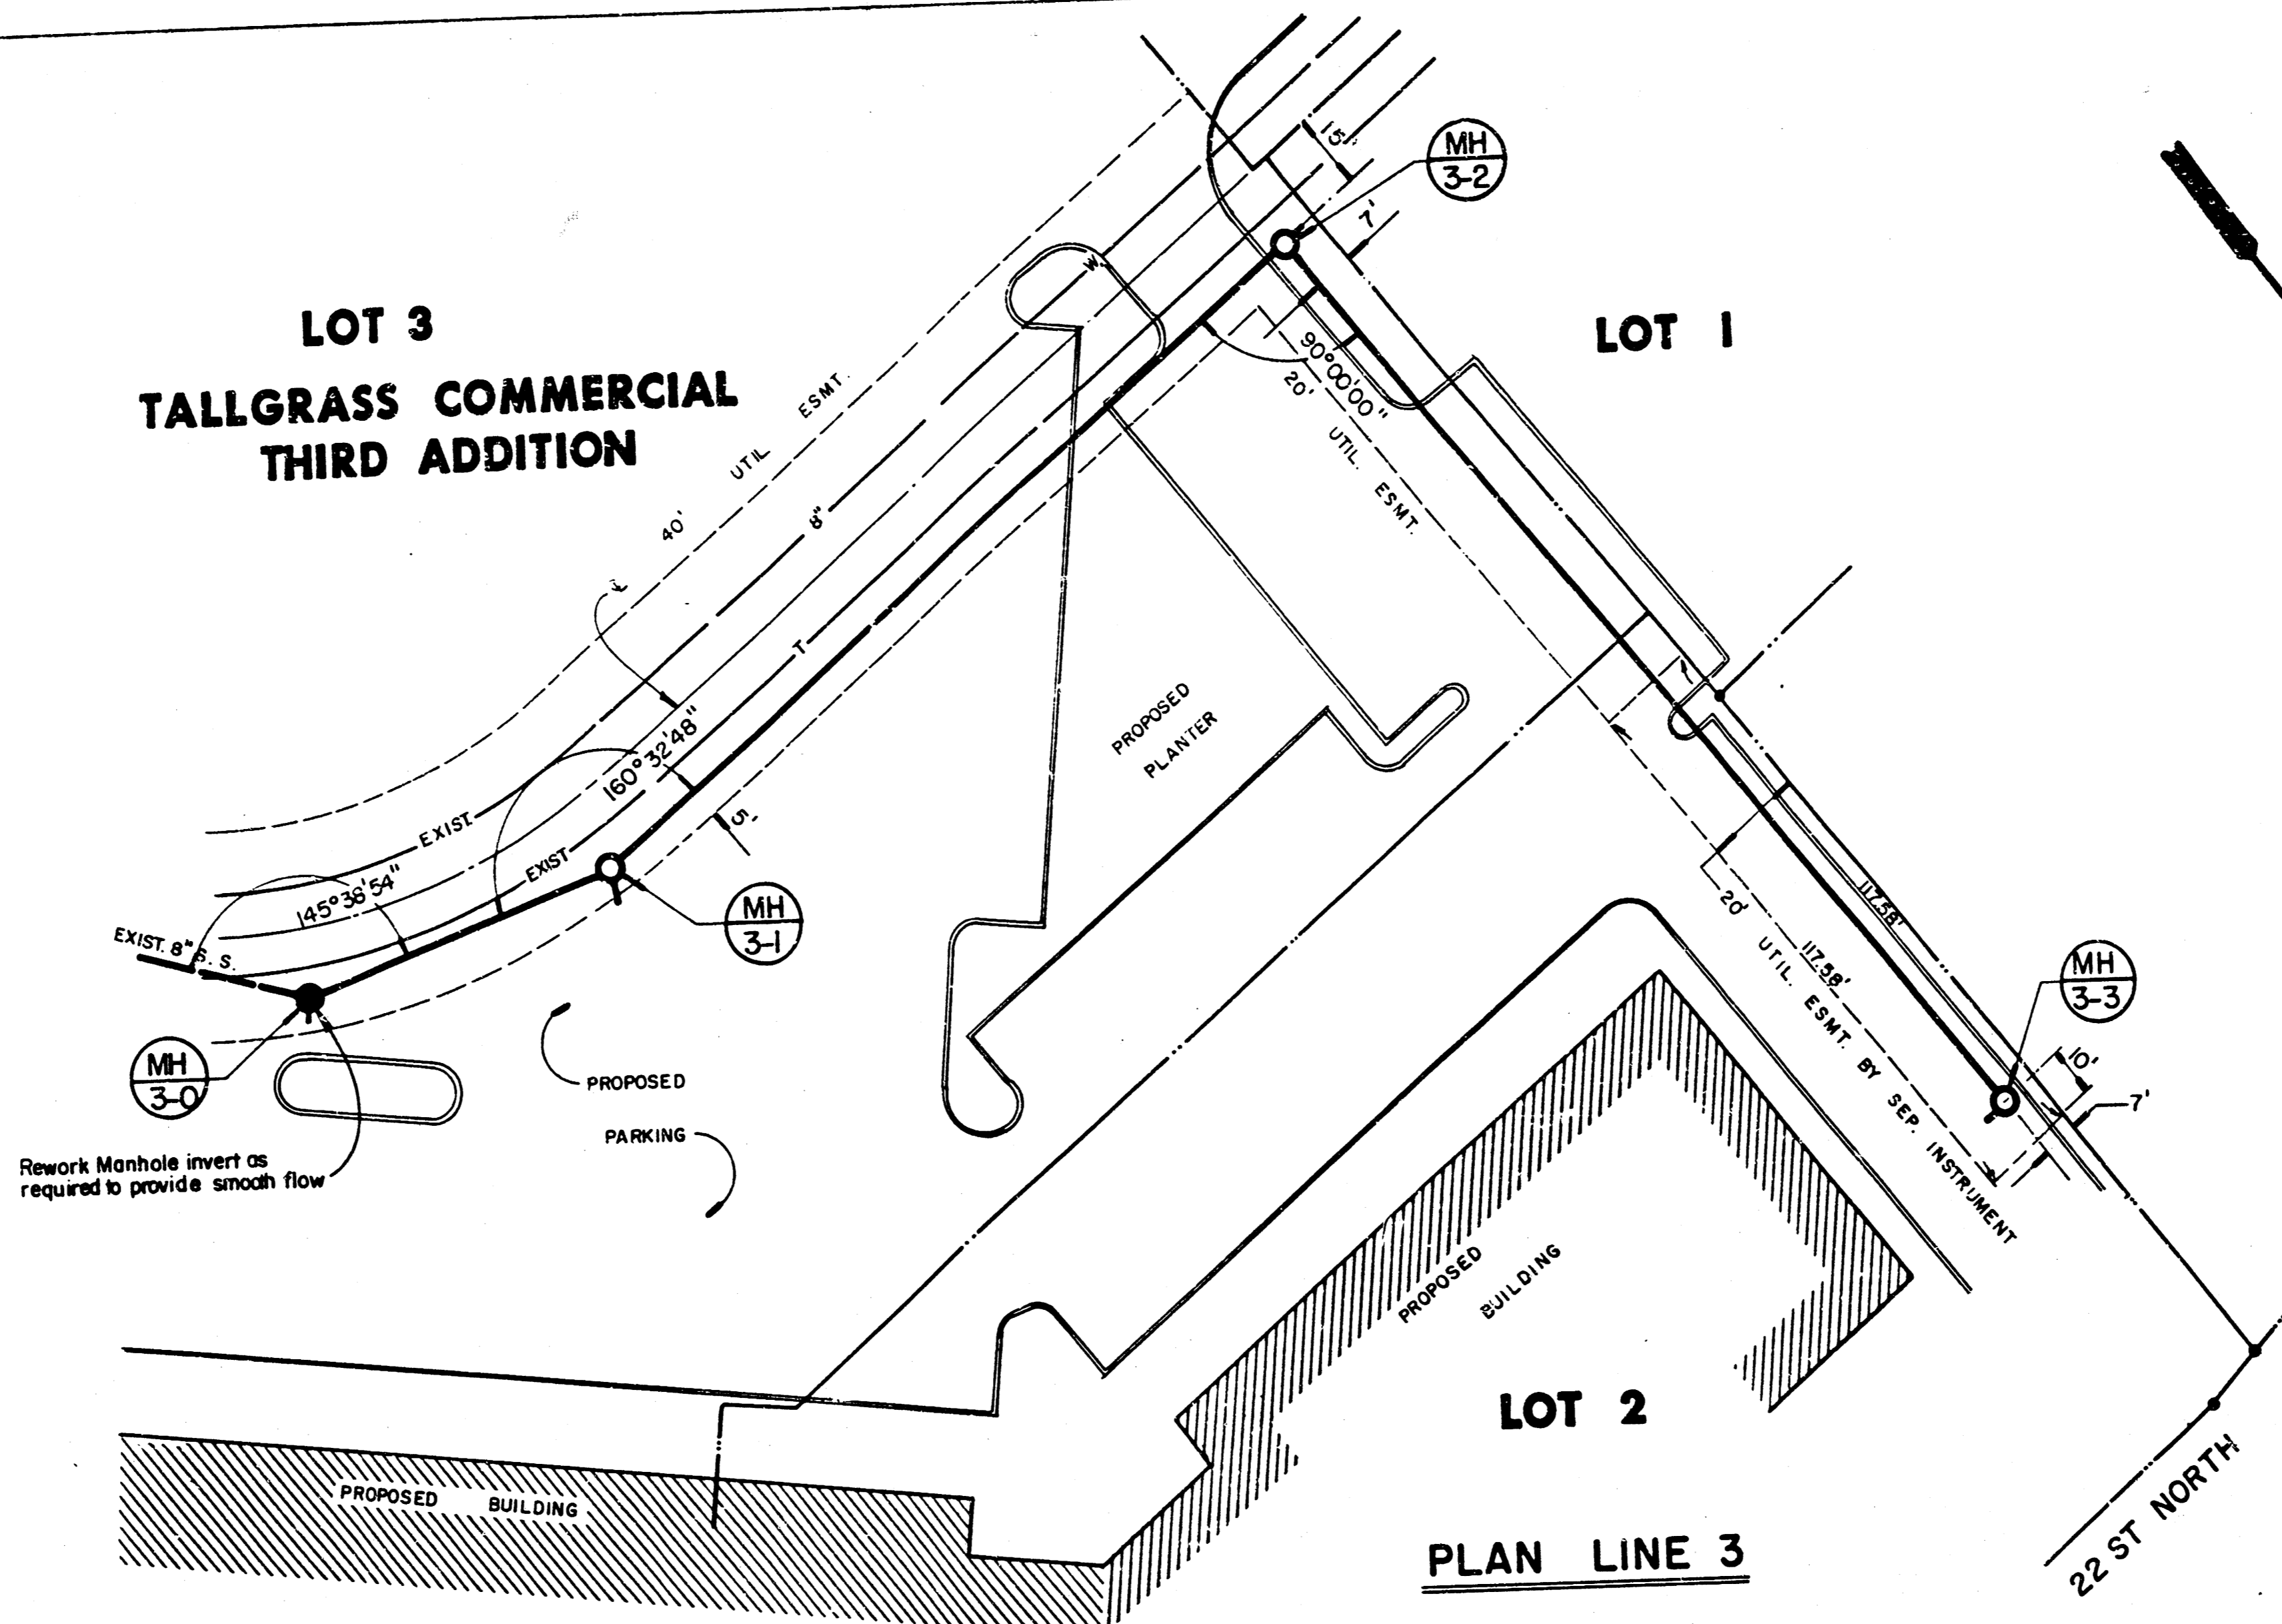 15'
MH
3-2
7'
LOT 3
LOT 1
TALLGRASS COMMERCIAL
THIRD ADDITION
W
90°00'00"
20'
UTIL. ESMT.
40' UTIL. ESMT.
8"
T
℄
160°32'48"
PROPOSED
PLANTER
5'
EXIST.
EXIST
145°38'54"
EXIST. 8" S. S.
MH
3-1
117.58'
117.58'
20' UTIL. ESMT. BY SEP. INSTRUMENT
MH
3-3
10'
7'
MH
3-0
PROPOSED
PARKING
Rework Manhole invert as
required to provide smooth flow
PROPOSED
BUILDING
LOT 2
PROPOSED BUILDING
22 ST NORTH
PLAN LINE 3